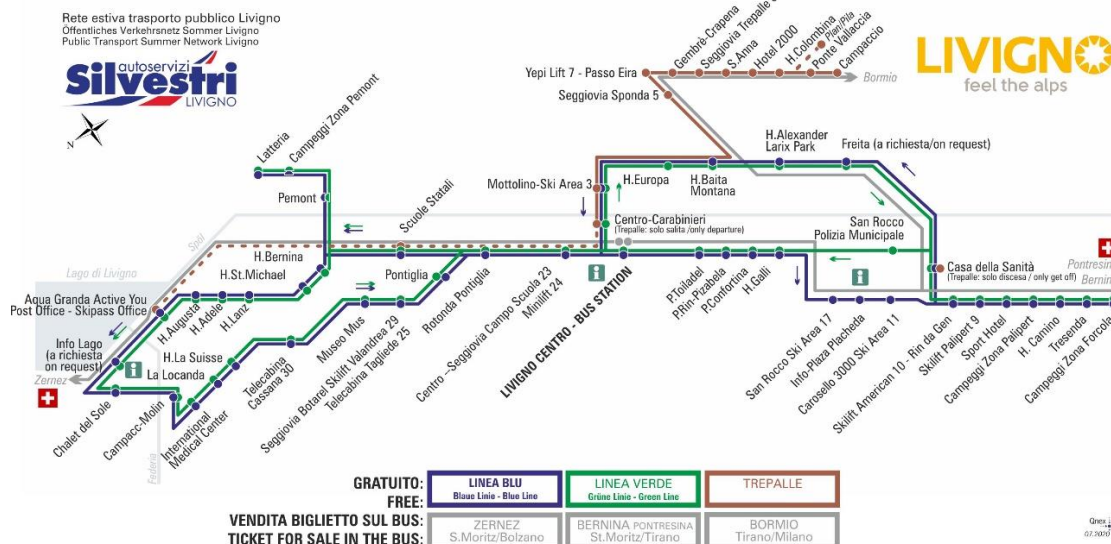 Rete estiva trasporto pubblico Livigno
Öffentliches Verkehrsnetz Sommer Livigno
Public Transport Summer Network Livigno
autoservizi
Silvestri
LIVIGNO
LIVIGNO
feel the alps
N
Gembrè-Crapena
Seggiovia Trepalle
S.Anna
Hotel 2000
H.Colombina
Plan/Pila
Ponte Vallaccia
Campaccio
Yepi Lift 7 - Passo Eira
Bormio
Seggiovia Sponda 5
Latteria
Campeggi Zona Pemont
Pemont
Scuole Statali
Mottolino-Ski Area 3
H.Europa
H.Baita
Montana
H.Alexander
Larix Park
Freita (a richiesta/on request)
Centro-Carabinieri
(Trepalle: solo salita /only departure)
San Rocco
Polizia Municipale
Casa della Sanità
(Trepalle: solo discesa / only get off)
Pontresina
Bernin
Spöl
Lago di Livigno
H.Bernina
H.St.Michael
Aqua Granda Active You
Post Office - Skipass Office
H.Augusta
H.Adele
H.Lanz
Info Lago
(a richiesta
on request)
Zernez
H.La Suisse
La Locanda
Chalet del Sole
Campacc-Molin
Federia
International
Medical Center
Telecabina
Cassana 30
Museo Mus
Seggiovia Botarel Skilift Valandrea 29
Telecabina Tagliede 25
Pontiglia
Rotonda Pontiglia
Centro -Seggiovia Campo Scuola 23
Minilift 24
LIVIGNO CENTRO - BUS STATION
P.Toiladel
P.Rin-Pizabela
P.Confortina
H.Galli
San Rocco Ski Area 17
Info-Plaza Placheda
Carosello 3000 Ski Area 11
Skilift American 10 - Rin da Gen
Skilift Palipert 9
Sport Hotel
Campeggi Zona Palipert
H. Camino
Tresenda
Campeggi Zona Forcola
GRATUITO:
FREE:
LINEA BLU
Blaue Linie - Blue Line
LINEA VERDE
Grüne Linie - Green Line
TREPALLE
VENDITA BIGLIETTO SUL BUS:
TICKET FOR SALE IN THE BUS:
ZERNEZ
S.Moritz/Bolzano
BERNINA PONTRESINA
St.Moritz/Tirano
BORMIO
Tirano/Milano
Qnex
07.2020